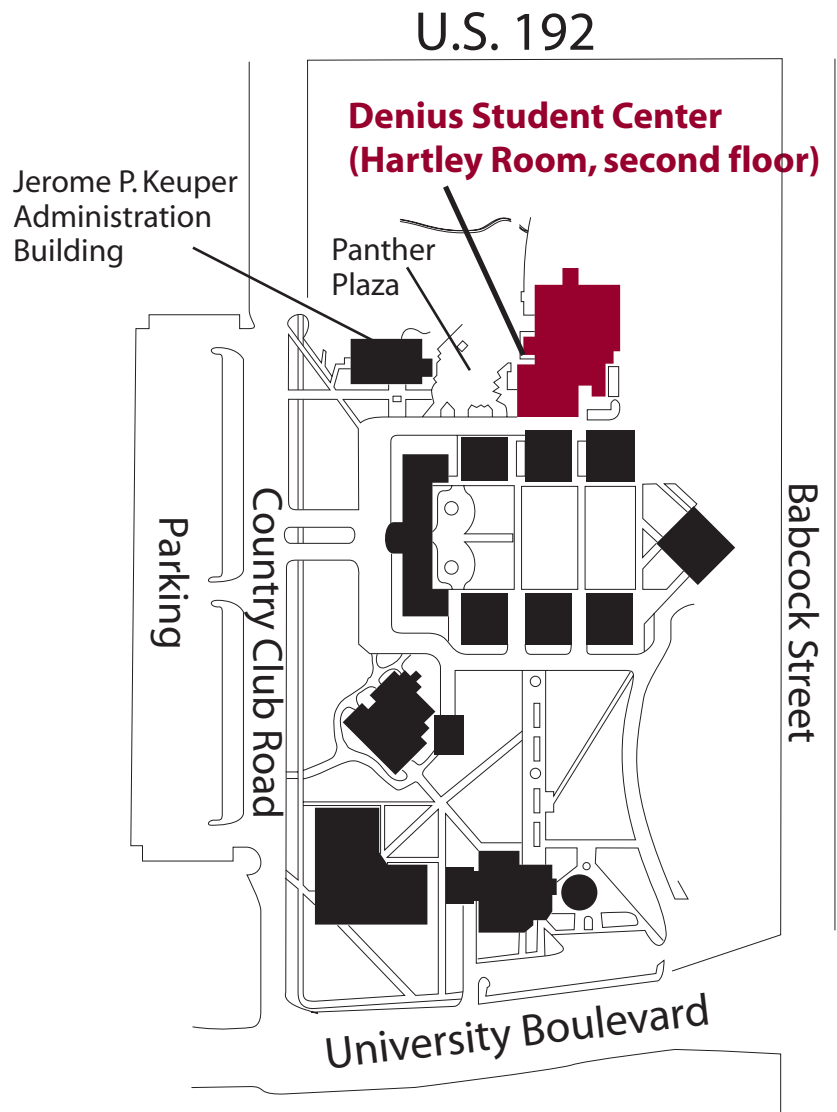 U.S. 192
Denius Student Center
(Hartley Room, second floor)
Jerome P. Keuper
Administration
Building
Panther
Plaza
Parking
Country Club Road
Babcock Street
University Boulevard